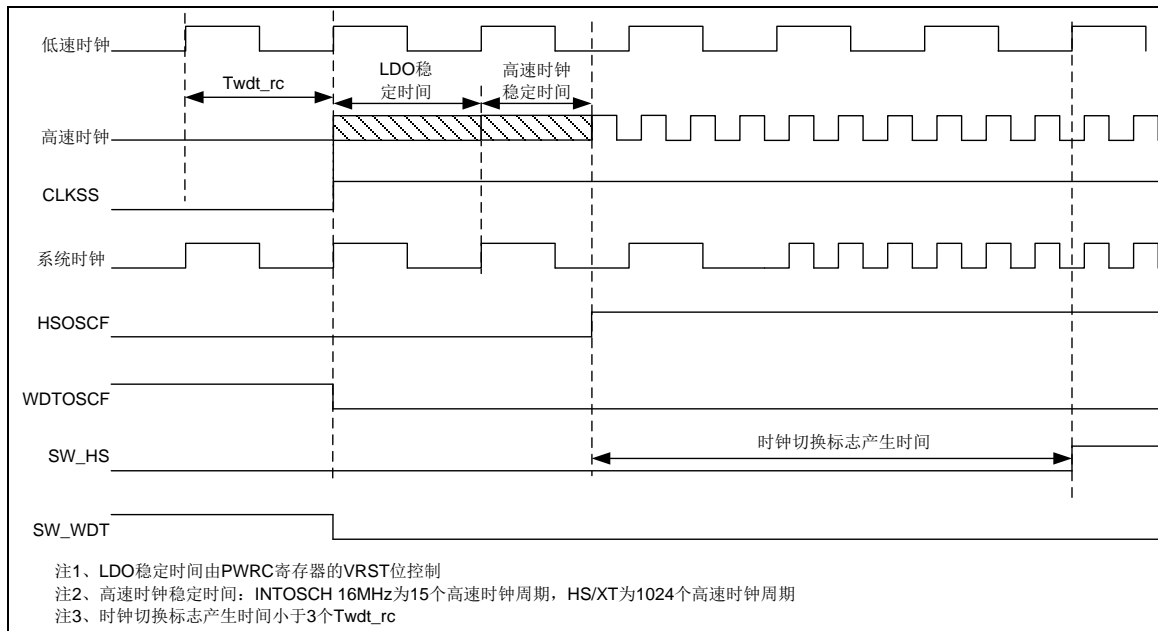 低速时钟
Twdt_rc
LDO稳
定时间
高速时钟
稳定时间
高速时钟
CLKSS
系统时钟
HSOSCF
WDTOSCF
时钟切换标志产生时间
SW_HS
SW_WDT
注1、LDO稳定时间由PWRC寄存器的VRST位控制
注2、高速时钟稳定时间：INTOSCH 16MHz为15个高速时钟周期，HS/XT为1024个高速时钟周期
注3、时钟切换标志产生时间小于3个Twdt_rc